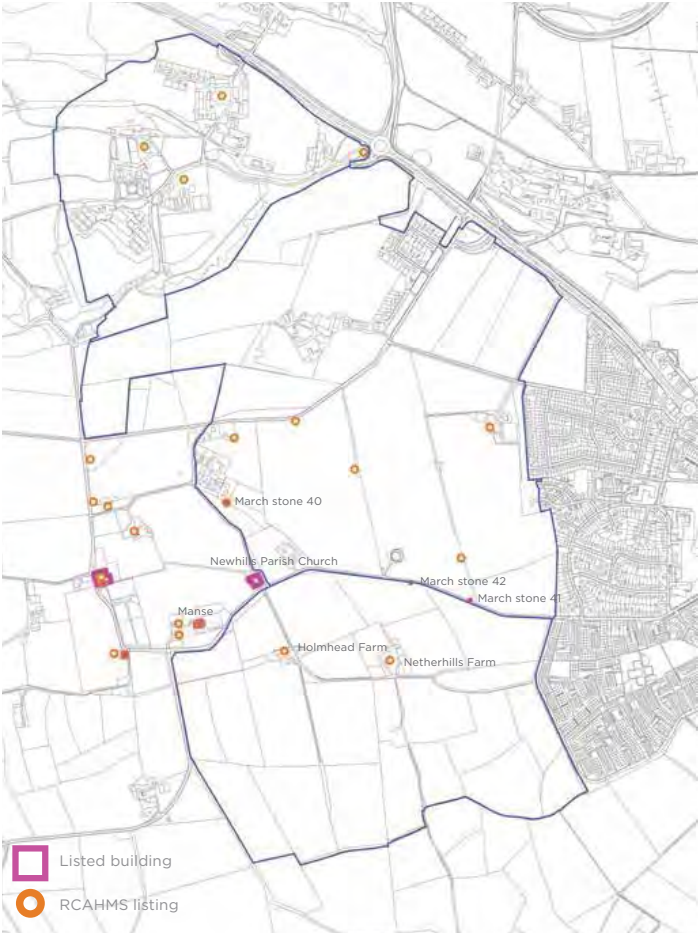 March stone 40
Newhills Parish Church
March stone 42
March stone 41
Manse
Holmhead Farm
Netherhills Farm
Listed building
RCAHMS listing